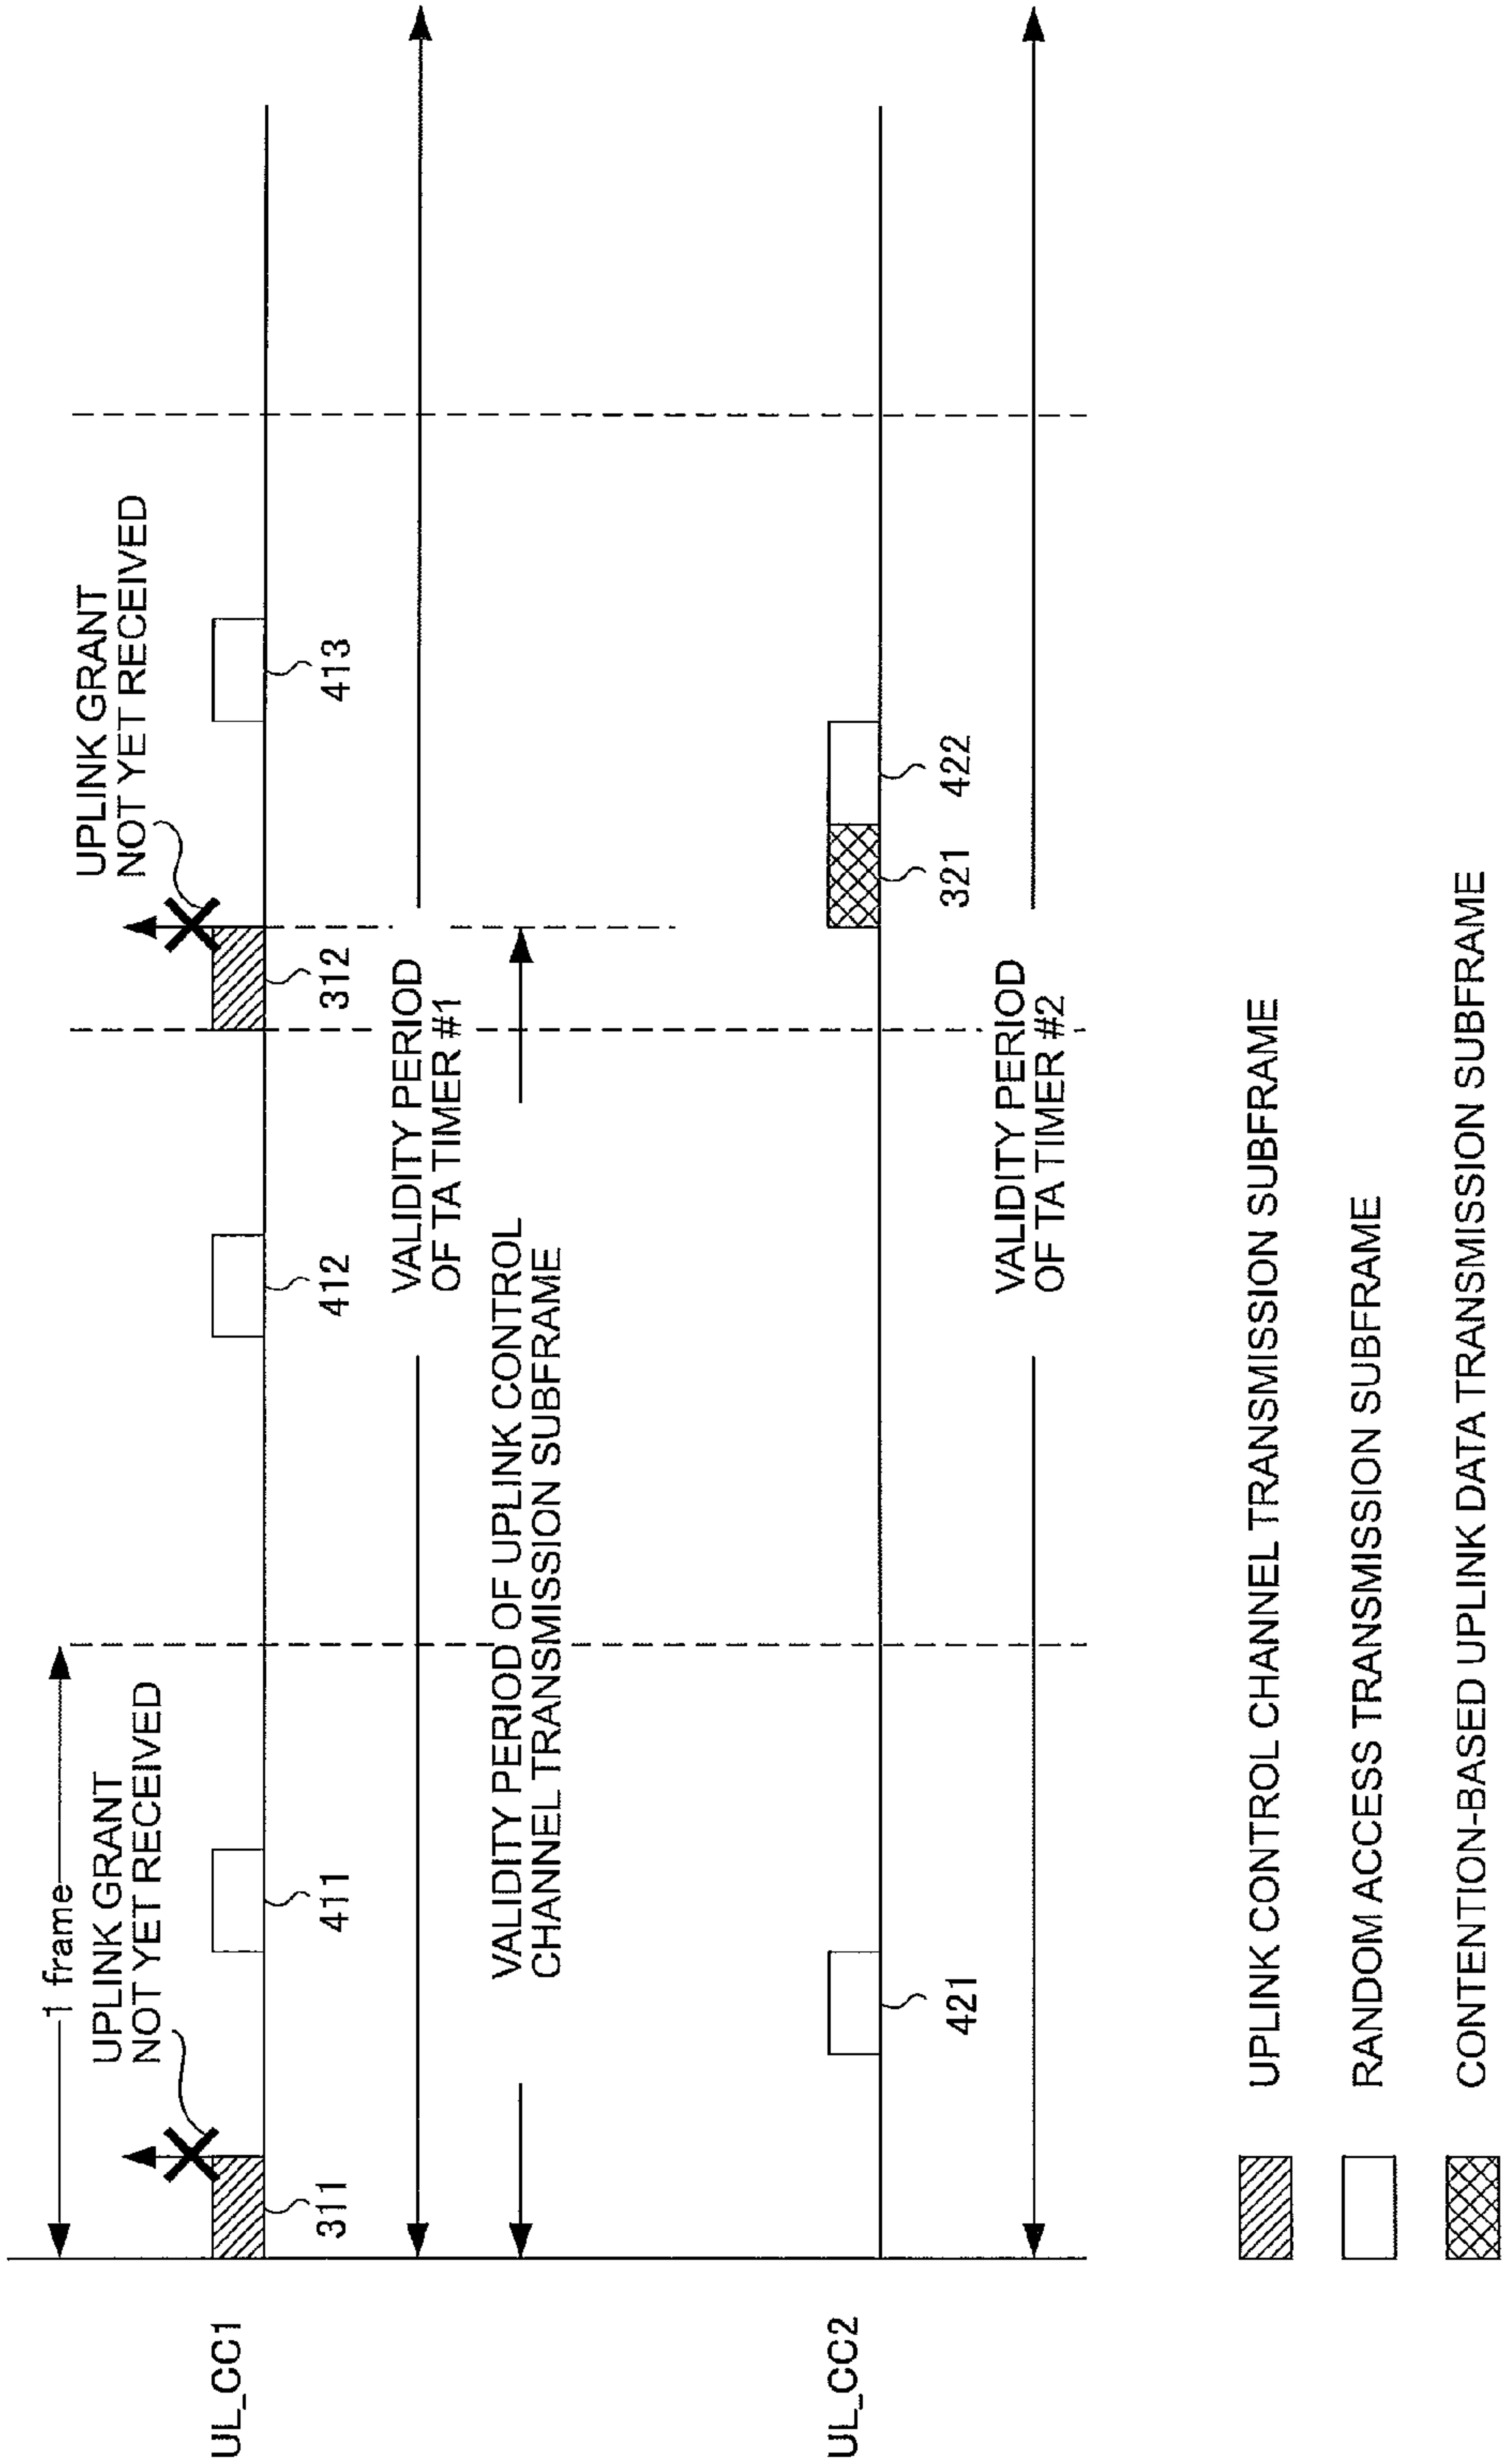 1 frame
UPLINK GRANT
NOT YET RECEIVED
UPLINK GRANT
NOT YET RECEIVED
UL_CC1
311
411
412
312
413
VALIDITY PERIOD
OF TA TIMER #1
VALIDITY PERIOD OF UPLINK CONTROL
CHANNEL TRANSMISSION SUBFRAME
UL_CC2
421
321
422
VALIDITY PERIOD
OF TA TIMER #2
UPLINK CONTROL CHANNEL TRANSMISSION SUBFRAME
RANDOM ACCESS TRANSMISSION SUBFRAME
CONTENTION-BASED UPLINK DATA TRANSMISSION SUBFRAME